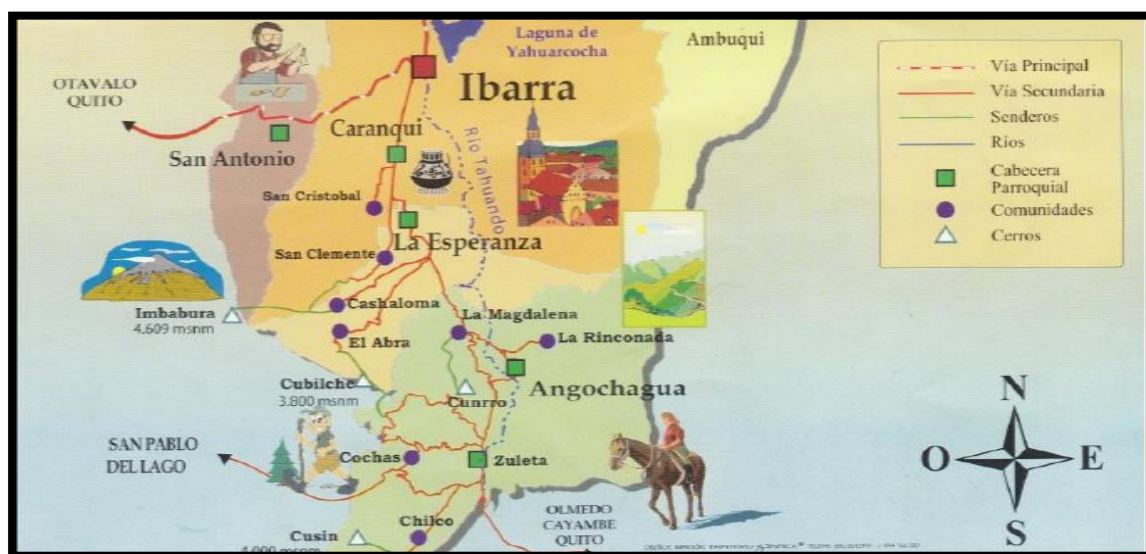 Laguna de
Yahuarcocha
Ambuqui
OTAVALO
QUITO
Ibarra
San Antonio
Caranqui
Río Tahuando
San Cristobal
La Esperanza
San Clemente
Imbabura
4.609 msnm
Cashaloma
El Abra
La Magdalena
La Rinconada
Cubilche
3.800 msnm
Cunrro
Angochagua
SAN PABLO
DEL LAGO
Cochas
Zuleta
Cusin
Chilco
OLMEDO
CAYAMBE
QUITO
Vía Principal
Vía Secundaria
Senderos
Ríos
Cabecera
Parroquial
Comunidades
Cerros
N
O
E
S